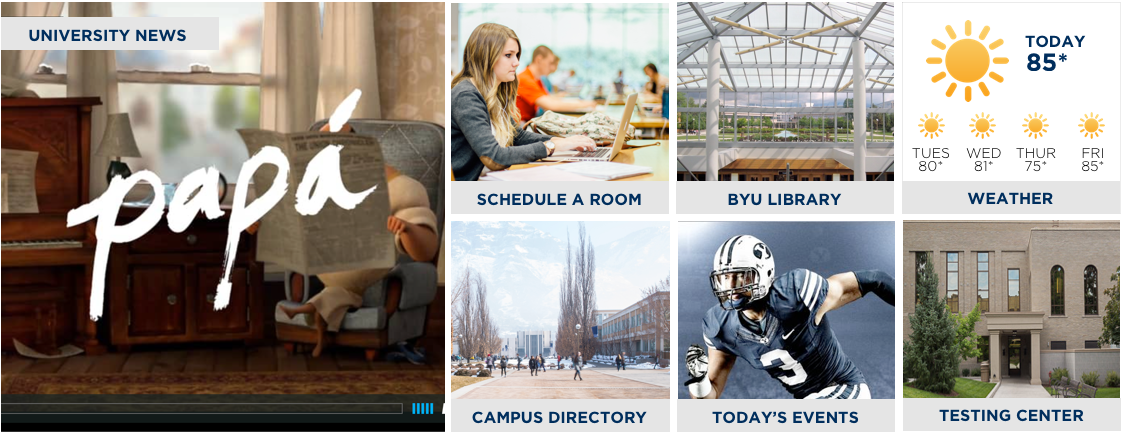 UNIVERSITY NEWS
papá
SCHEDULE A ROOM
BYU LIBRARY
TODAY
85*
TUES
80*
WED
81*
THUR
75*
FRI
85*
WEATHER
CAMPUS DIRECTORY
3
TODAY'S EVENTS
TESTING CENTER